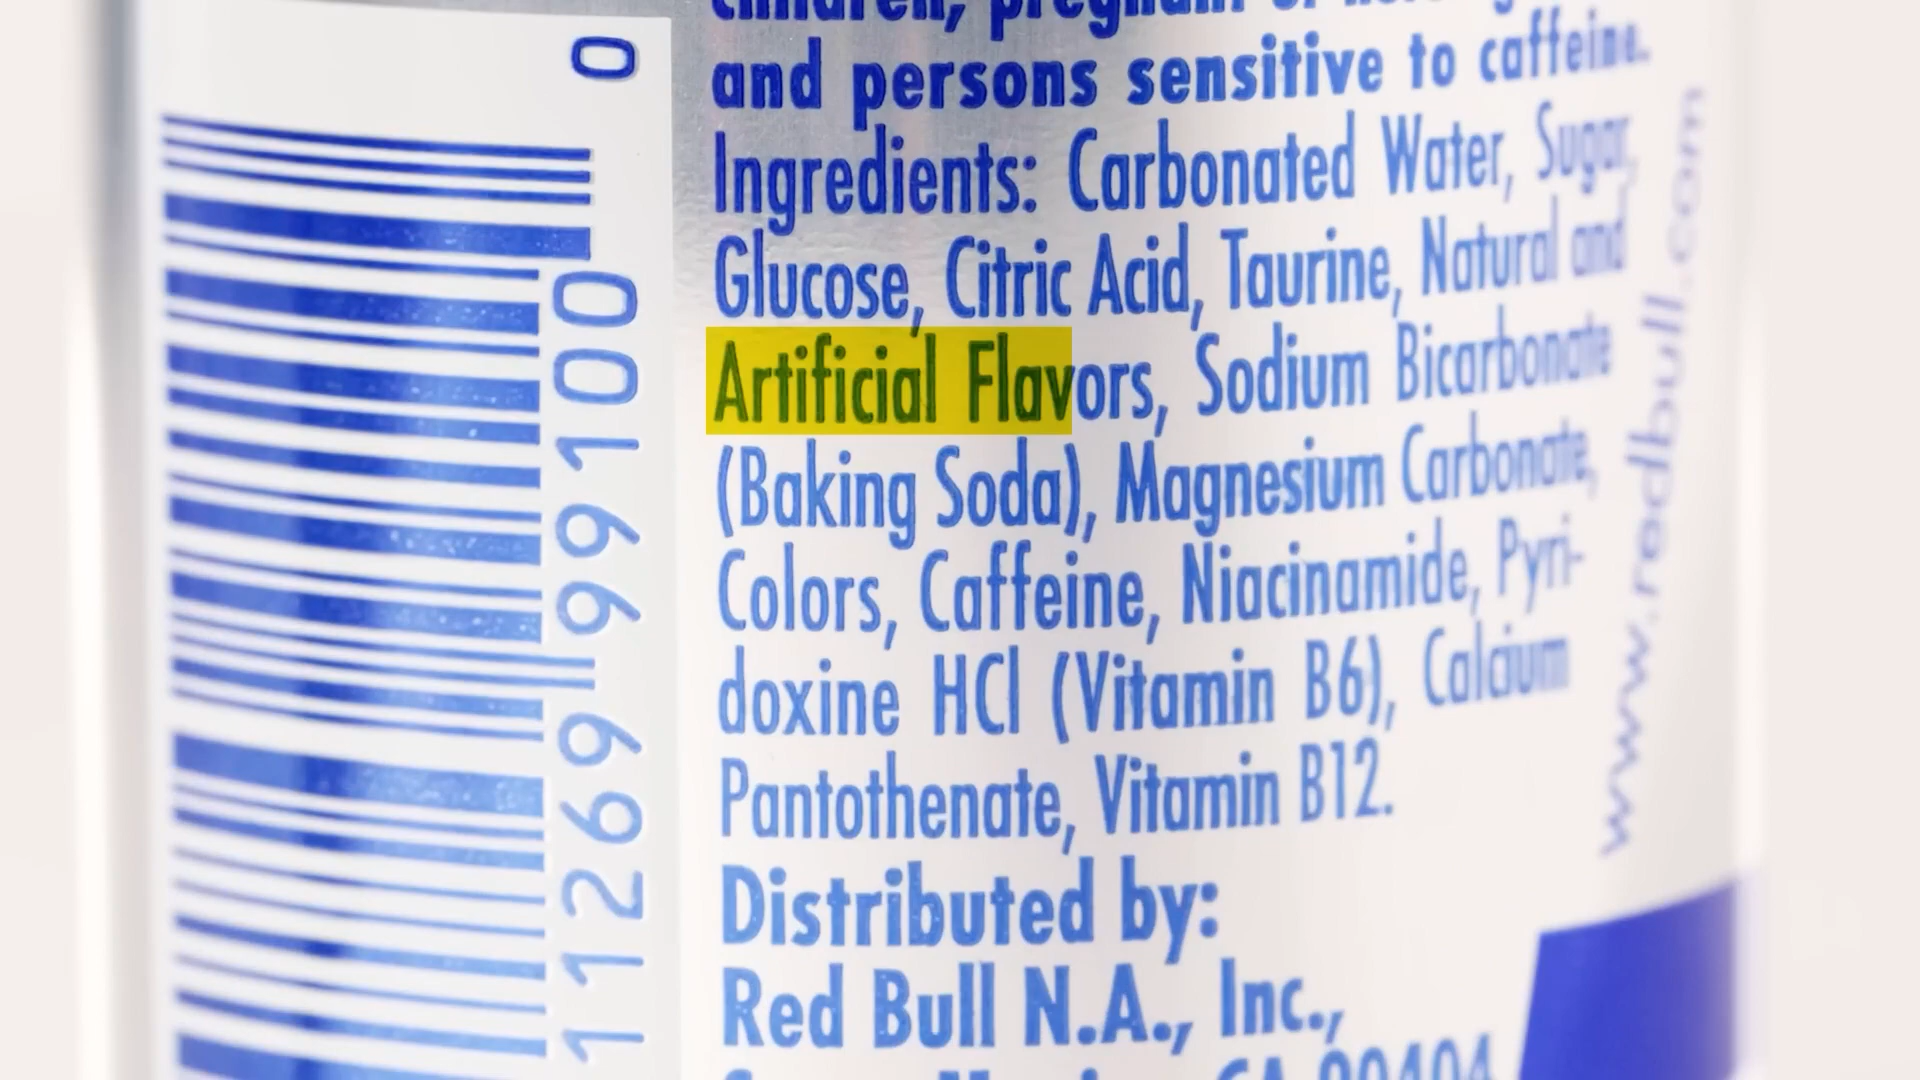 and persons sensitive to caffeine.
Ingredients: Carbonated Water, Sugar,
Glucose, Citric Acid, Taurine, Natural and
Artificial Flavors, Sodium Bicarbonate
(Baking Soda), Magnesium Carbonate,
Colors, Caffeine, Niacinamide, Pyri-
doxine HCl (Vitamin B6), Calcium
Pantothenate, Vitamin B12.
Distributed by:
Red Bull N.A., Inc.,
CA 90404
www.redbull.com
11269 99100 0